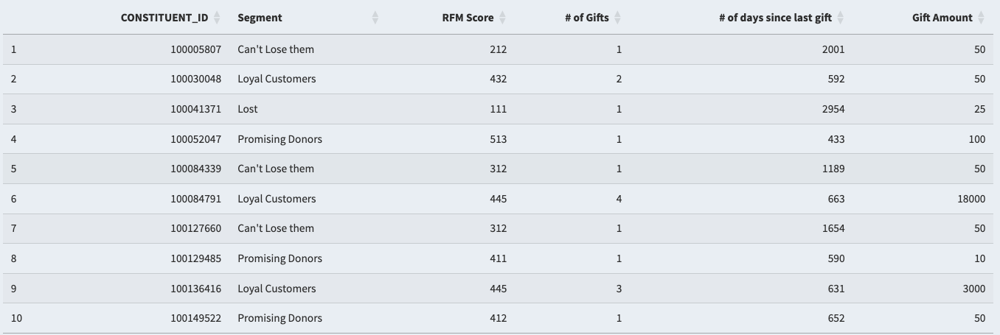 CONSTITUENT_ID Segment RFM Score # of Gifts # of days since last gift Gift Amount
1 100005807 Can't Lose them 212 1 2001 50
2 100030048 Loyal Customers 432 2 592 50
3 100041371 Lost 111 1 2954 25
4 100052047 Promising Donors 513 1 433 100
5 100084339 Can't Lose them 312 1 1189 50
6 100084791 Loyal Customers 445 4 663 18000
7 100127660 Can't Lose them 312 1 1654 50
8 100129485 Promising Donors 411 1 590 10
9 100136416 Loyal Customers 445 3 631 3000
10 100149522 Promising Donors 412 1 652 50